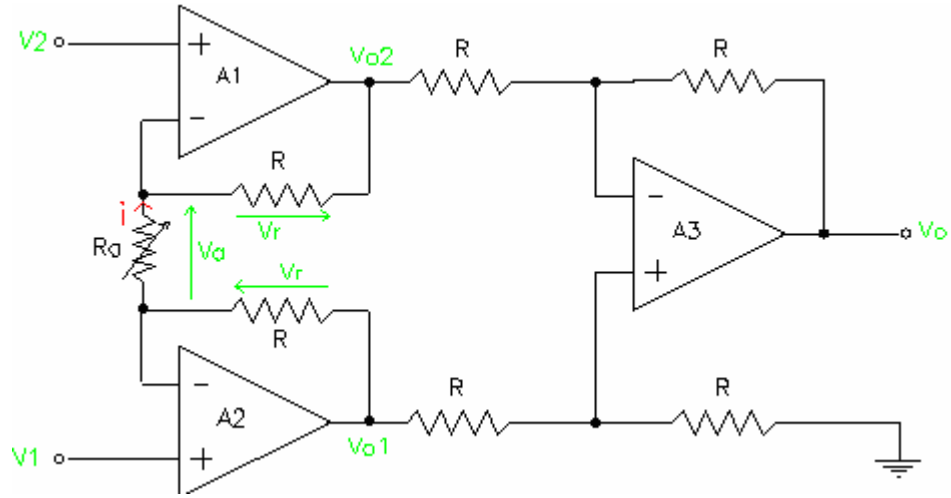 V2
+
A1
-
Vo2
R
R
R
i
Vr
Ra
Va
Vr
R
-
A3
+
Vo
-
A2
+
V1
Vo1
R
R